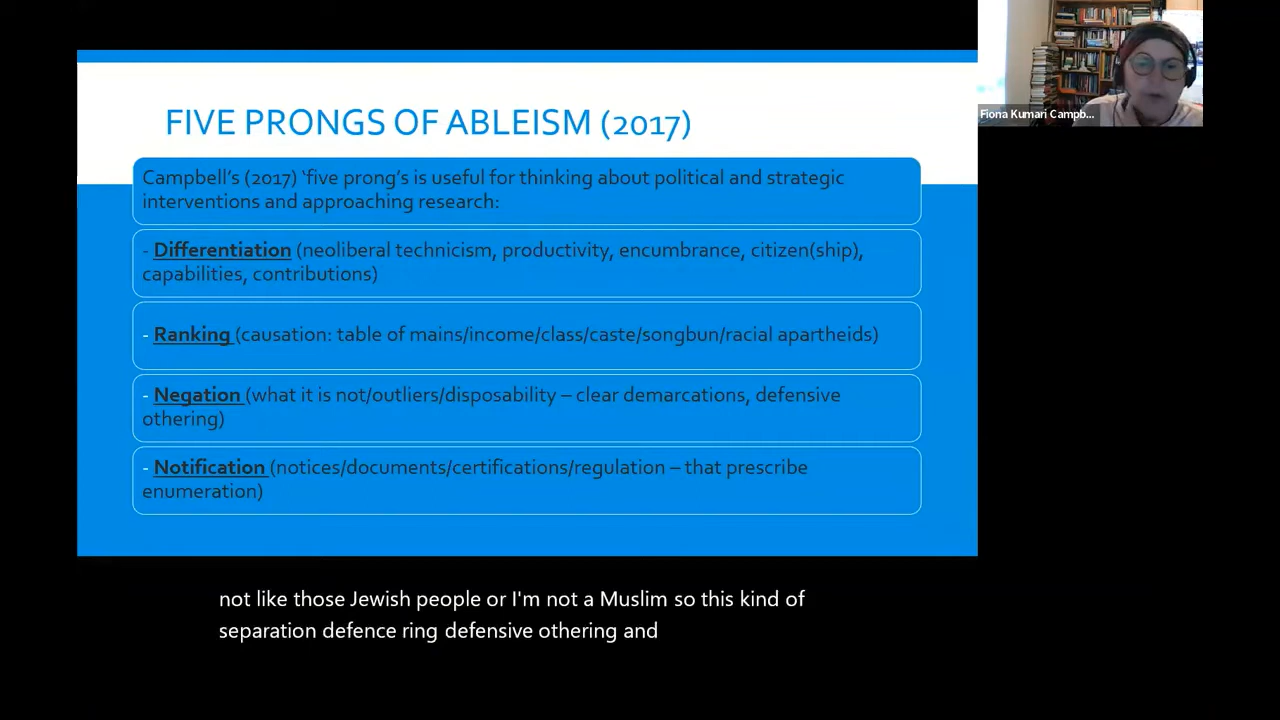 FIVE PRONGS OF ABLEISM (2017)
Campbell's (2017) 'five prong's is useful for thinking about political and strategic
interventions and approaching research:
- Differentiation (neoliberal technicism, productivity, encumbrance, citizen(ship),
capabilities, contributions)
- Ranking (causation: table of mains/income/class/caste/songbun/racial apartheids)
- Negation (what it is not/outliers/disposability – clear demarcations, defensive
othering)
- Notification (notices/documents/certifications/regulation – that prescribe
enumeration)
Fiona Kumari Campb...
not like those Jewish people or I'm not a Muslim so this kind of
separation defence ring defensive othering and